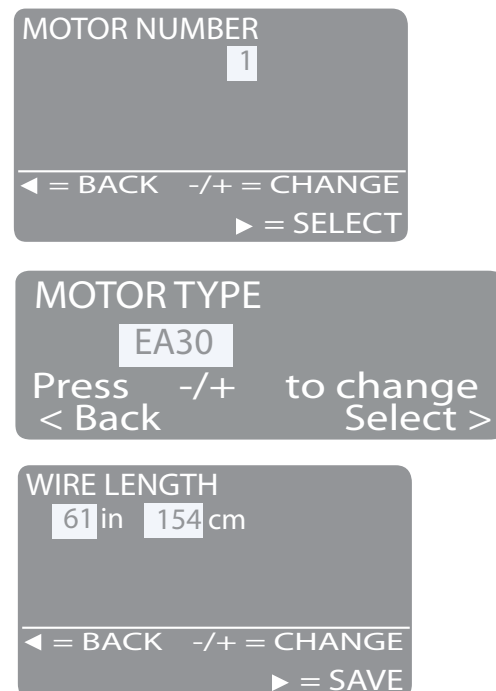 MOTOR NUMBER
1
◄ = BACK -/+ = CHANGE
► = SELECT
MOTOR TYPE
EA30
Press -/+ to change
< Back Select >
WIRE LENGTH
61 in 154 cm
◄ = BACK -/+ = CHANGE
► = SAVE